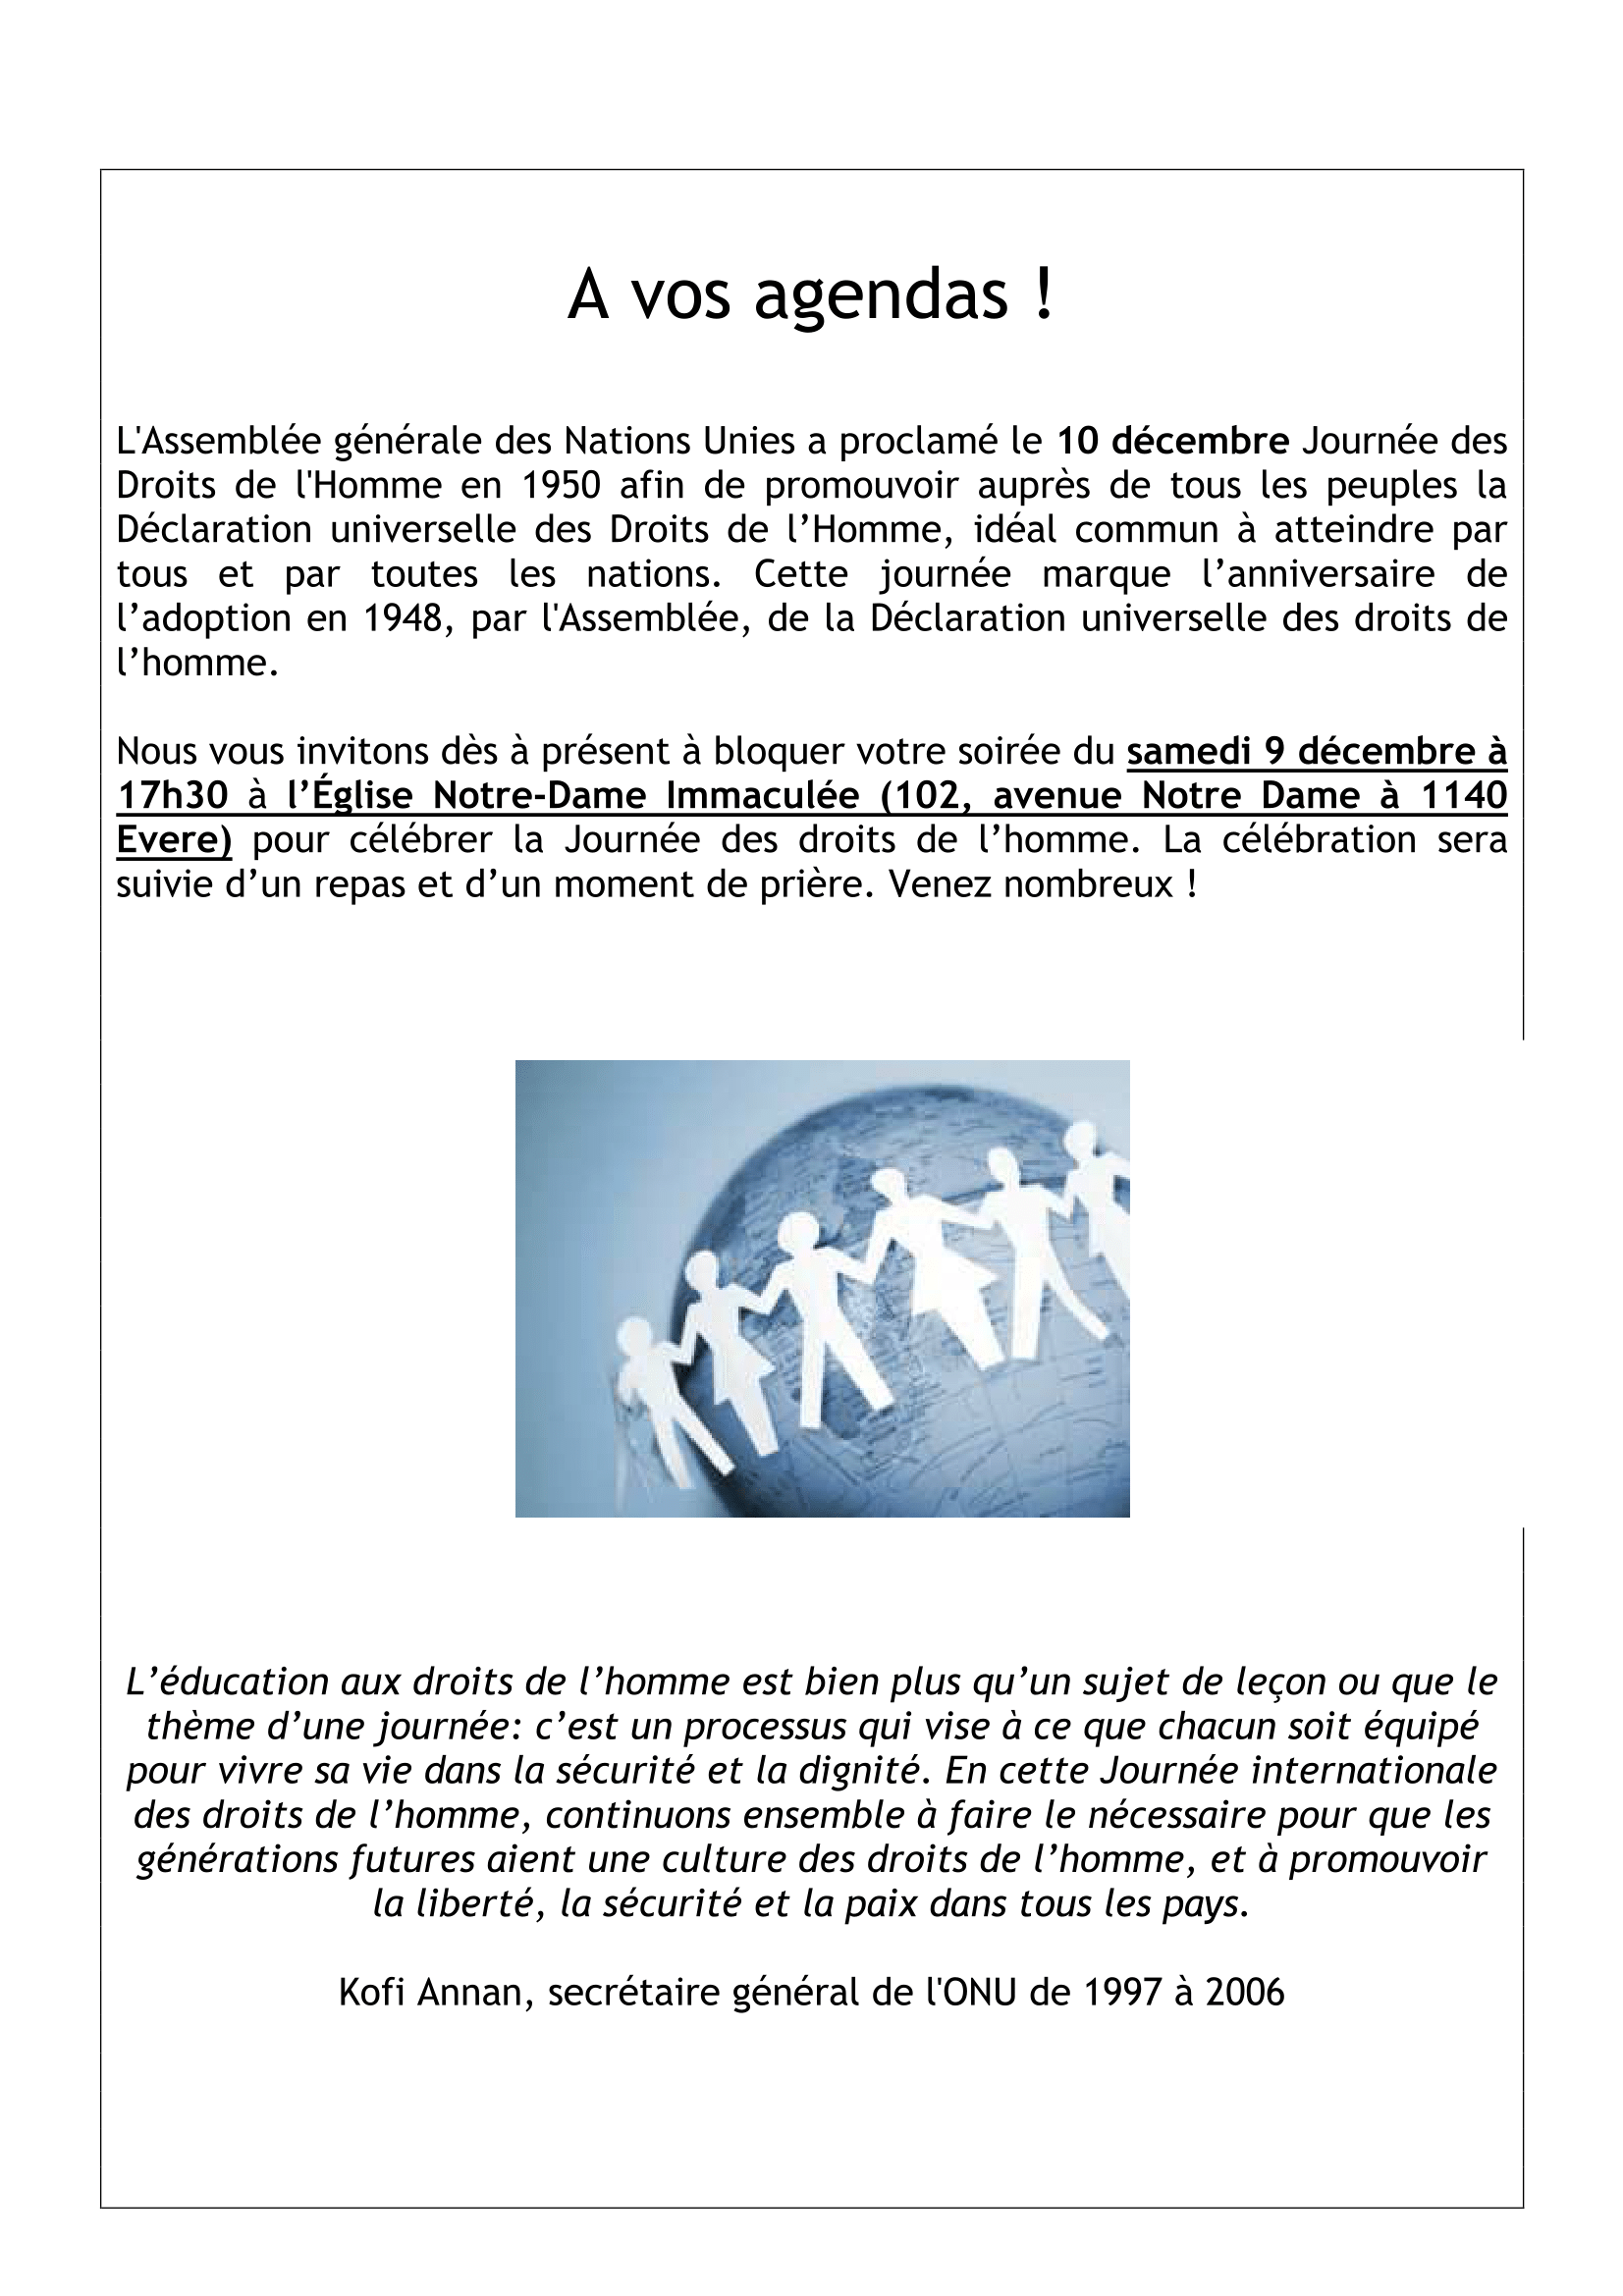 A vos agendas !
L'Assemblée générale des Nations Unies a proclamé le 10 décembre Journée des
Droits de l'Homme en 1950 afin de promouvoir auprès de tous les peuples la
Déclaration universelle des Droits de l’Homme, idéal commun à atteindre par
tous et par toutes les nations. Cette journée marque l’anniversaire de
l’adoption en 1948, par l'Assemblée, de la Déclaration universelle des droits de
l’homme.
Nous vous invitons dès à présent à bloquer votre soirée du samedi 9 décembre à
17h30 à l’Église Notre-Dame Immaculée (102, avenue Notre Dame à 1140
Evere) pour célébrer la Journée des droits de l’homme. La célébration sera
suivie d’un repas et d’un moment de prière. Venez nombreux !
L’éducation aux droits de l’homme est bien plus qu’un sujet de leçon ou que le
thème d’une journée: c’est un processus qui vise à ce que chacun soit équipé
pour vivre sa vie dans la sécurité et la dignité. En cette Journée internationale
des droits de l’homme, continuons ensemble à faire le nécessaire pour que les
générations futures aient une culture des droits de l’homme, et à promouvoir
la liberté, la sécurité et la paix dans tous les pays.
Kofi Annan, secrétaire général de l'ONU de 1997 à 2006